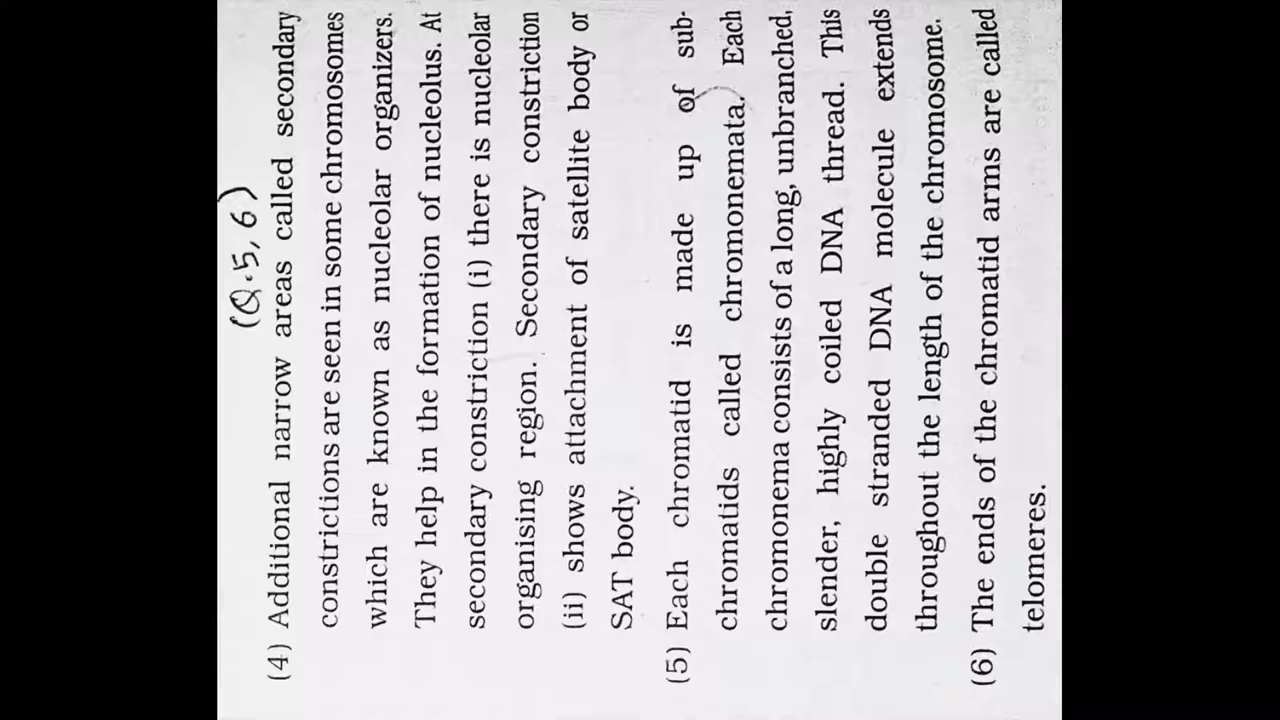 (Q.5, 6)
(4) Additional narrow areas called secondary
constrictions are seen in some chromosomes
which are known as nucleolar organizers.
They help in the formation of nucleolus. At
secondary constriction (i) there is nucleolar
organising region. Secondary constriction
(ii) shows attachment of satellite body or
SAT body.
(5) Each chromatid is made up of sub-
chromatids called chromonemata. Each
chromonema consists of a long, unbranched,
slender, highly coiled DNA thread. This
double stranded DNA molecule extends
throughout the length of the chromosome.
(6) The ends of the chromatid arms are called
telomeres.